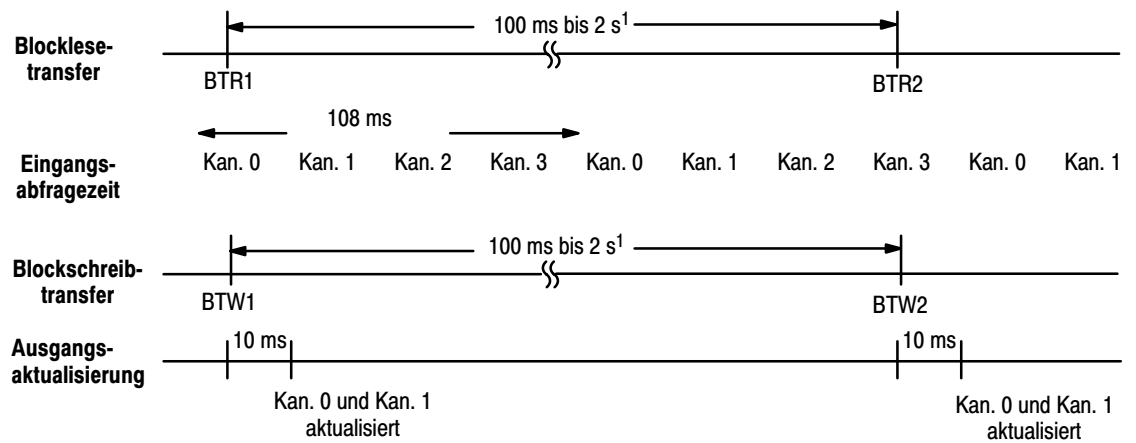 100 ms bis 2 s¹
Blocklese-
transfer
BTR1
BTR2
108 ms
Eingangs-
abfragezeit
Kan. 0 Kan. 1 Kan. 2 Kan. 3 Kan. 0 Kan. 1 Kan. 2 Kan. 3 Kan. 0 Kan. 1
100 ms bis 2 s¹
Blockschreib-
transfer
BTW1
BTW2
Ausgangs-
aktualisierung
10 ms
10 ms
Kan. 0 und Kan. 1
aktualisiert
Kan. 0 und Kan. 1
aktualisiert